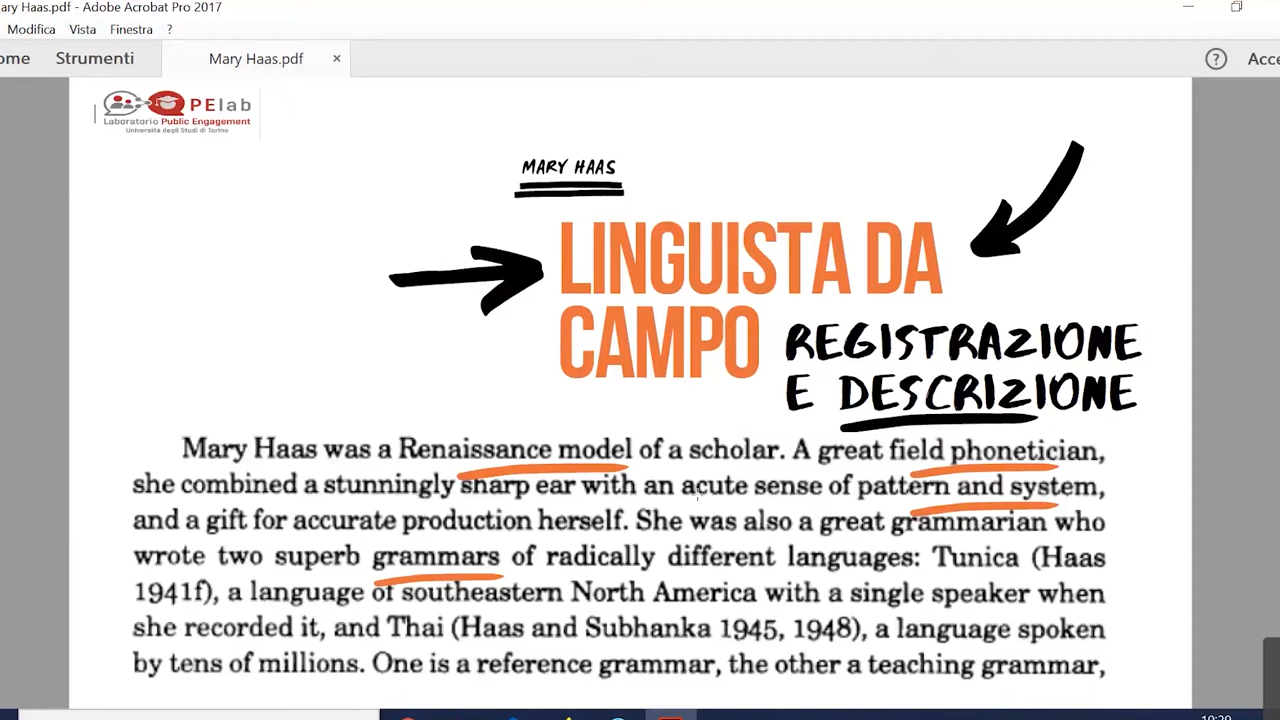 ary Haas.pdf - Adobe Acrobat Pro 2017
Modifica Vista Finestra ?
ome Strumenti Mary Haas.pdf × ? Acce
PElab
Laboratorio Public Engagement
Università degli Studi di Torino
MARY HAAS
LINGUISTA DA
CAMPO
REGISTRAZIONE
E DESCRIZIONE
Mary Haas was a Renaissance model of a scholar. A great field phonetician,
she combined a stunningly sharp ear with an acute sense of pattern and system,
and a gift for accurate production herself. She was also a great grammarian who
wrote two superb grammars of radically different languages: Tunica (Haas
1941f), a language of southeastern North America with a single speaker when
she recorded it, and Thai (Haas and Subhanka 1945, 1948), a language spoken
by tens of millions. One is a reference grammar, the other a teaching grammar,